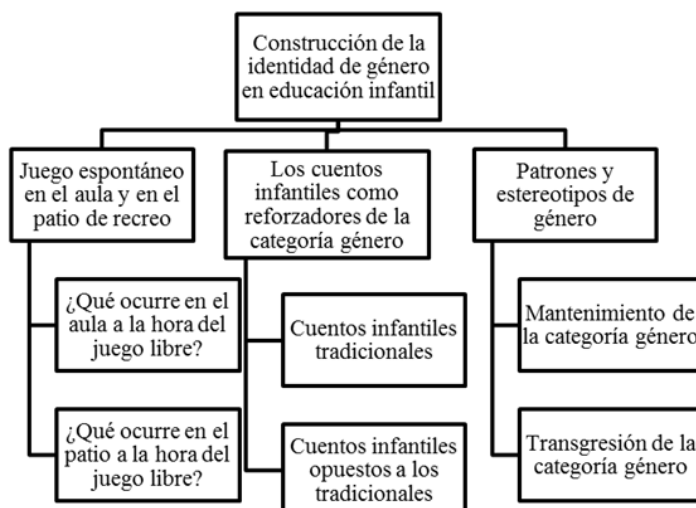 Construcción de la
identidad de género
en educación infantil
Juego espontáneo
en el aula y en el
patio de recreo
Los cuentos
infantiles como
reforzadores de la
categoría género
Patrones y
estereotipos de
género
¿Qué ocurre en el
aula a la hora del
juego libre?
¿Qué ocurre en el
patio a la hora del
juego libre?
Cuentos infantiles
tradicionales
Cuentos infantiles
opuestos a los
tradicionales
Mantenimiento de
la categoría género
Transgresión de la
categoría género